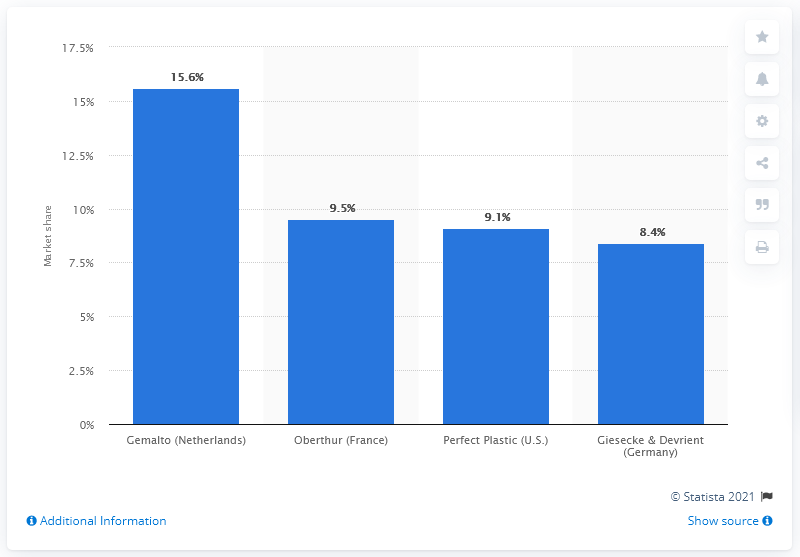 17.5%
15%
12.5%
10%
7.5%
5%
2.5%
0%
Market share
15.6%
9.5%
9.1%
8.4%
Gemalto (Netherlands)
Oberthur (France)
Perfect Plastic (U.S.)
Giesecke & Devrient
(Germany)
© Statista 2021
Additional Information
Show source